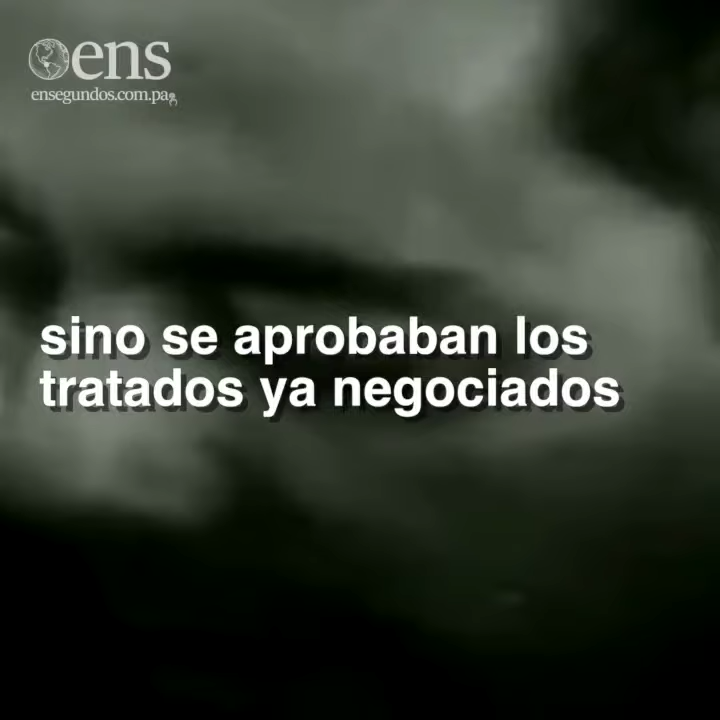 ens
ensegundos.com.pa
sino se aprobaban los
tratados ya negociados